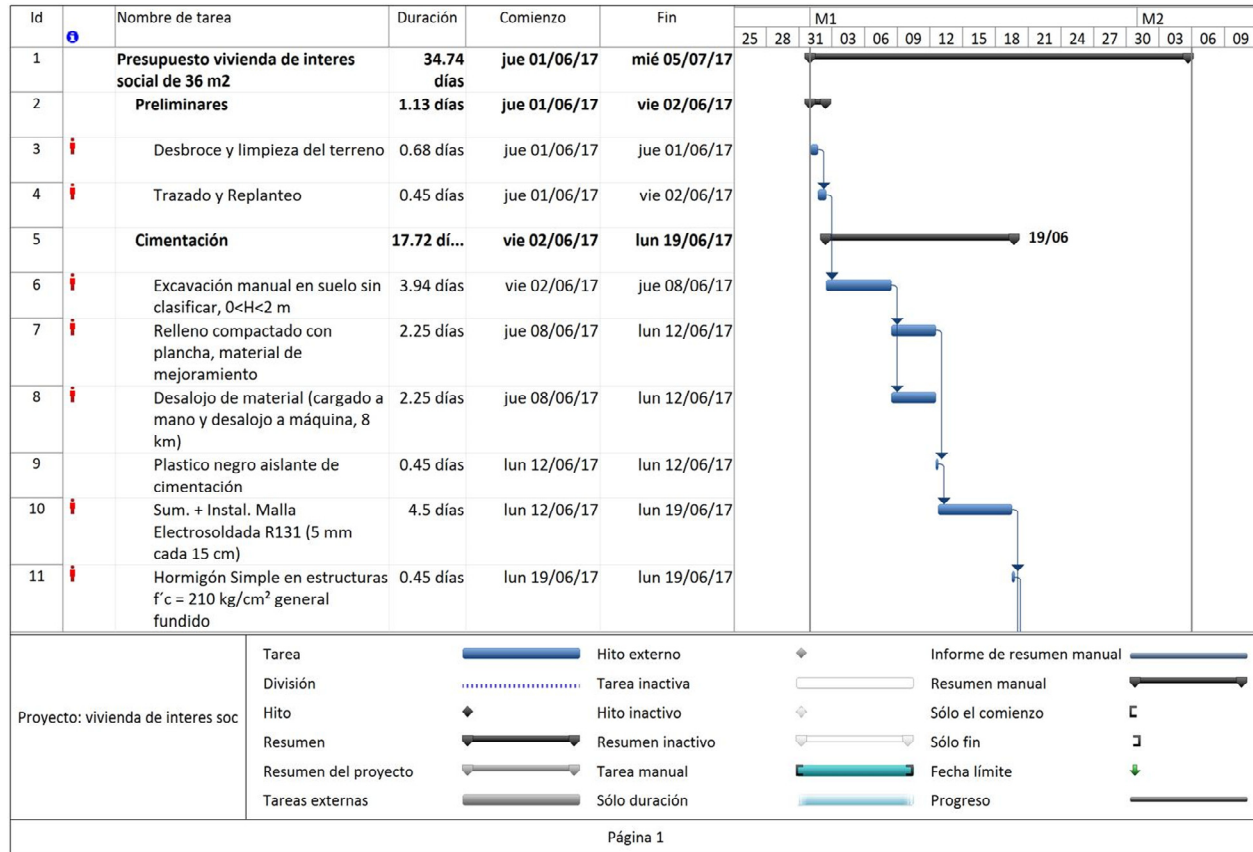 Id
Nombre de tarea
Duración
Comienzo
Fin
M1
M2
25 28 31 03 06 09 12 15 18 21 24 27 30 03 06 09
1
Presupuesto vivienda de interes
social de 36 m2
34.74
días
jue 01/06/17
mié 05/07/17
2
Preliminares
1.13 días
jue 01/06/17
vie 02/06/17
3
Desbroce y limpieza del terreno
0.68 días
jue 01/06/17
jue 01/06/17
4
Trazado y Replanteo
0.45 días
jue 01/06/17
vie 02/06/17
5
Cimentación
17.72 dí...
vie 02/06/17
lun 19/06/17
19/06
6
Excavación manual en suelo sin
clasificar, 0<H<2 m
3.94 días
vie 02/06/17
jue 08/06/17
7
Relleno compactado con
plancha, material de
mejoramiento
2.25 días
jue 08/06/17
lun 12/06/17
8
Desalojo de material (cargado a
mano y desalojo a máquina, 8
km)
2.25 días
jue 08/06/17
lun 12/06/17
9
Plastico negro aislante de
cimentación
0.45 días
lun 12/06/17
lun 12/06/17
10
Sum. + Instal. Malla
Electrosoldada R131 (5 mm
cada 15 cm)
4.5 días
lun 12/06/17
lun 19/06/17
11
Hormigón Simple en estructuras
f´c = 210 kg/cm² general
fundido
0.45 días
lun 19/06/17
lun 19/06/17
Proyecto: vivienda de interes soc
Tarea
División
Hito
Resumen
Resumen del proyecto
Tareas externas
Hito externo
Tarea inactiva
Hito inactivo
Resumen inactivo
Tarea manual
Sólo duración
Informe de resumen manual
Resumen manual
Sólo el comienzo
Sólo fin
Fecha límite
Progreso
Página 1